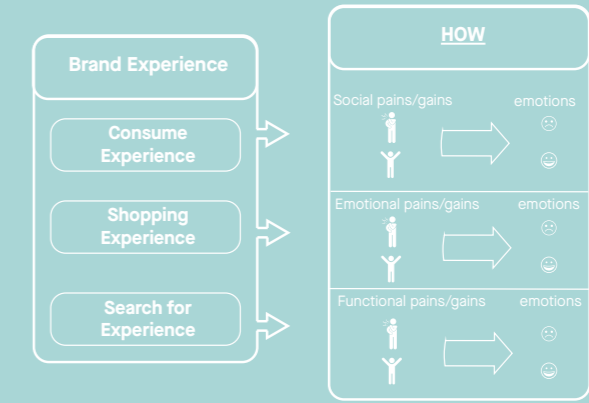 Brand Experience
Consume
Experience
Shopping
Experience
Search for
Experience
HOW
Social pains/gains emotions
Emotional pains/gains emotions
Functional pains/gains emotions